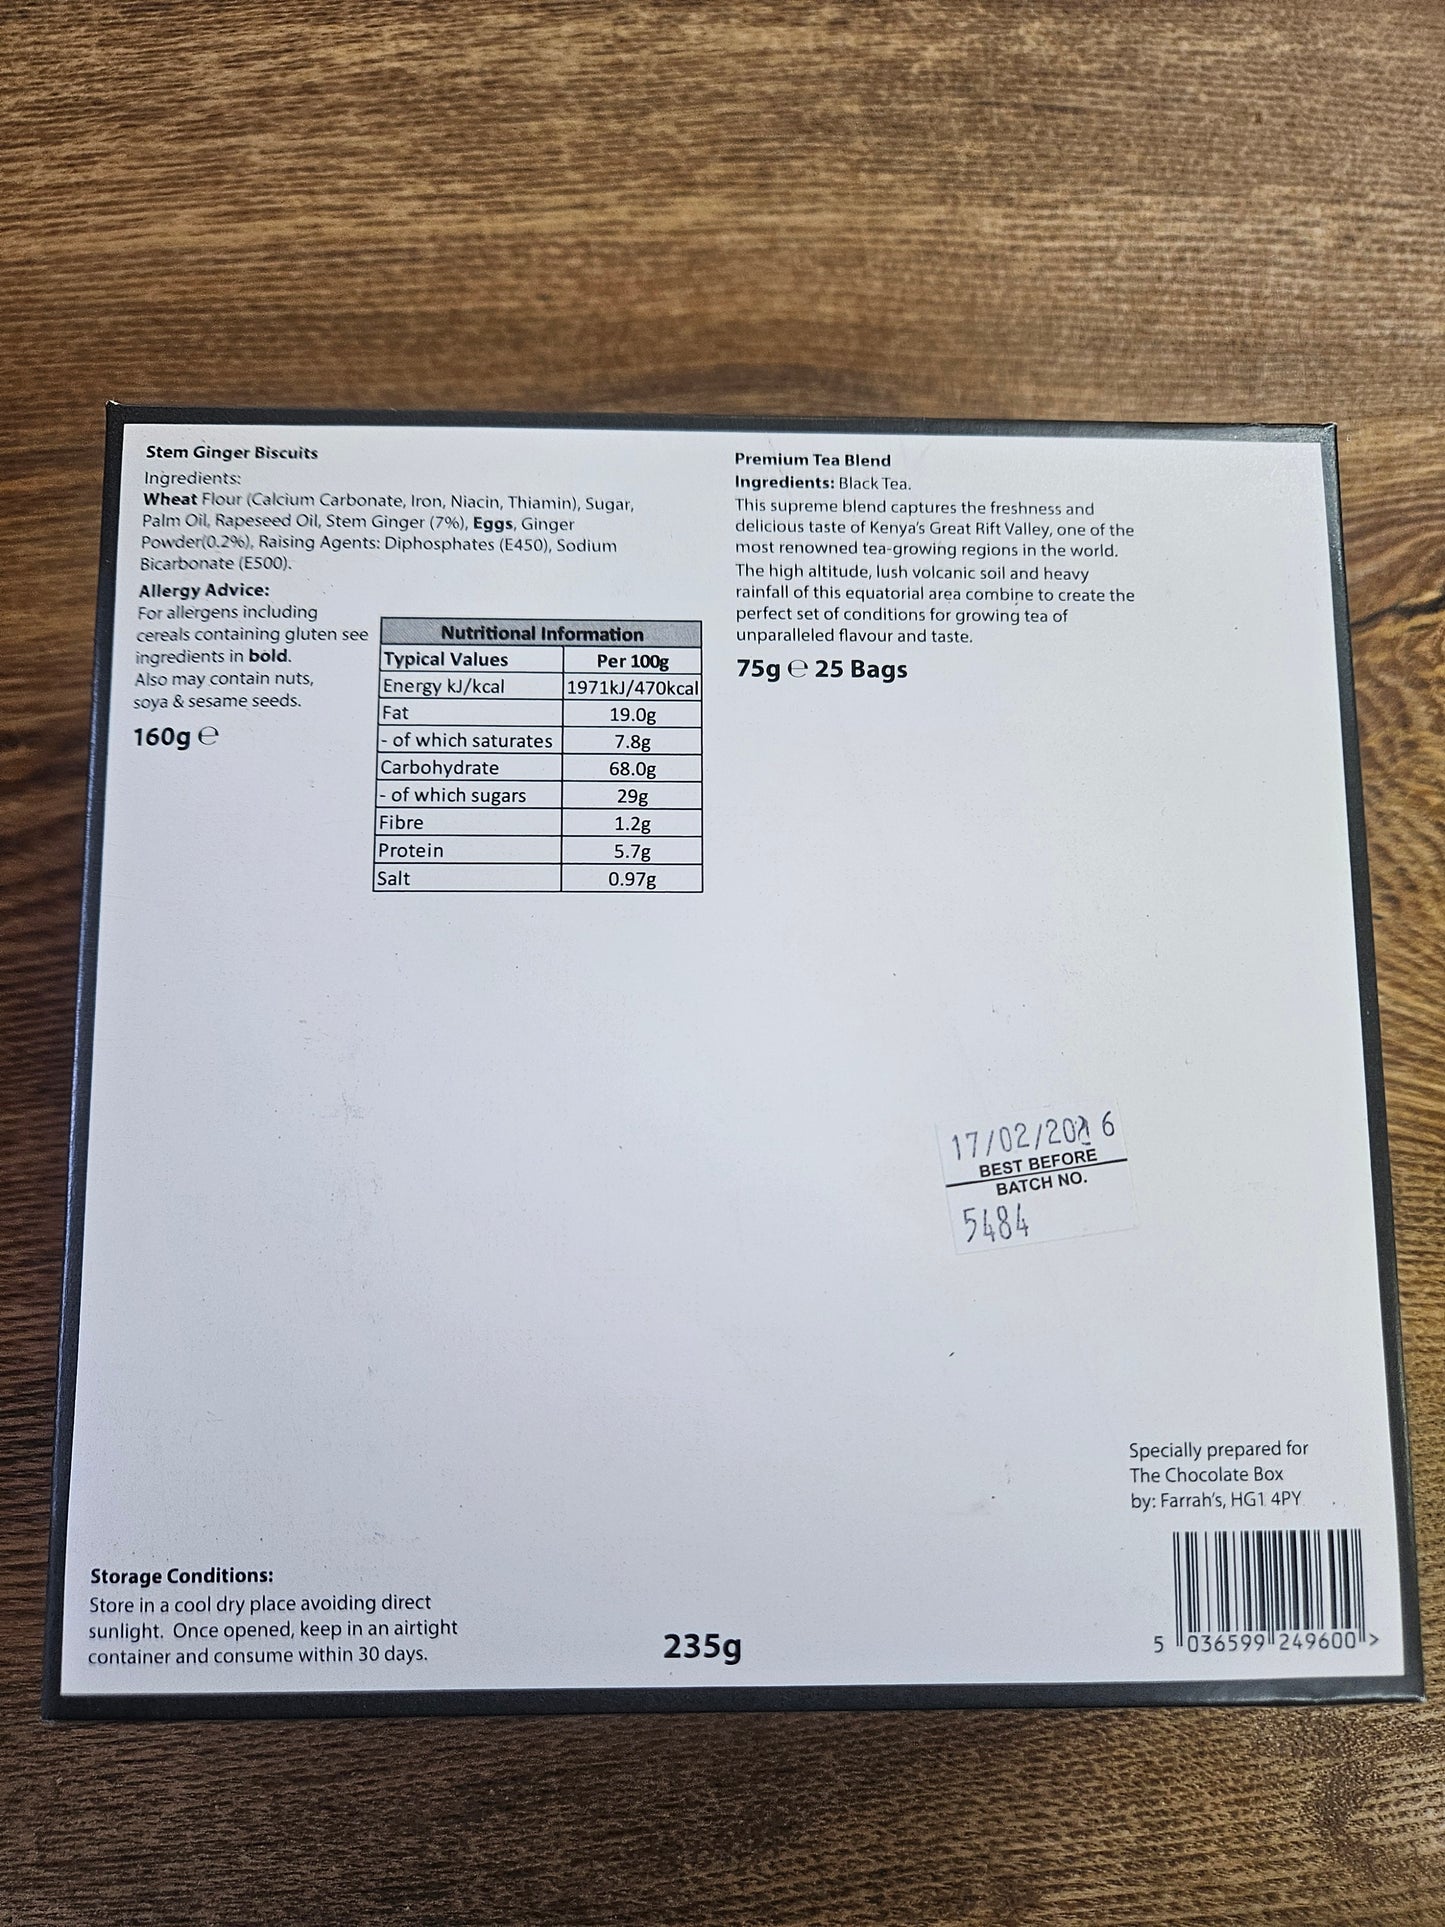 Stem Ginger Biscuits
Ingredients:
Wheat Flour (Calcium Carbonate, Iron, Niacin, Thiamin), Sugar,
Palm Oil, Rapeseed Oil, Stem Ginger (7%), Eggs, Ginger
Powder(0.2%), Raising Agents: Diphosphates (E450), Sodium
Bicarbonate (E500).
Allergy Advice:
For allergens including
cereals containing gluten see
ingredients in bold.
Also may contain nuts,
soya & sesame seeds.
160g ℮
Nutritional Information
Typical Values Per 100g
Energy kJ/kcal 1971kJ/470kcal
Fat 19.0g
- of which saturates 7.8g
Carbohydrate 68.0g
- of which sugars 29g
Fibre 1.2g
Protein 5.7g
Salt 0.97g
Premium Tea Blend
Ingredients: Black Tea.
This supreme blend captures the freshness and
delicious taste of Kenya's Great Rift Valley, one of the
most renowned tea-growing regions in the world.
The high altitude, lush volcanic soil and heavy
rainfall of this equatorial area combine to create the
perfect set of conditions for growing tea of
unparalleled flavour and taste.
75g ℮ 25 Bags
17/02/2026
BEST BEFORE
BATCH NO.
5484
Specially prepared for
The Chocolate Box
by: Farrah's, HG1 4PY
5 036599 249600 >
Storage Conditions:
Store in a cool dry place avoiding direct
sunlight. Once opened, keep in an airtight
container and consume within 30 days.
235g